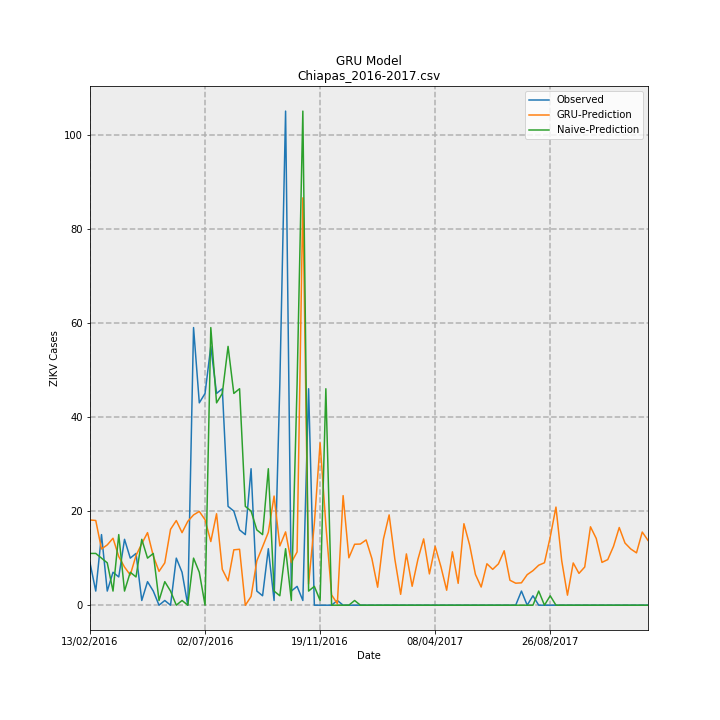 GRU Model
Chiapas_2016-2017.csv
Observed
GRU-Prediction
Naive-Prediction
100
80
60
40
20
0
ZIKV Cases
13/02/2016
02/07/2016
19/11/2016
08/04/2017
26/08/2017
Date